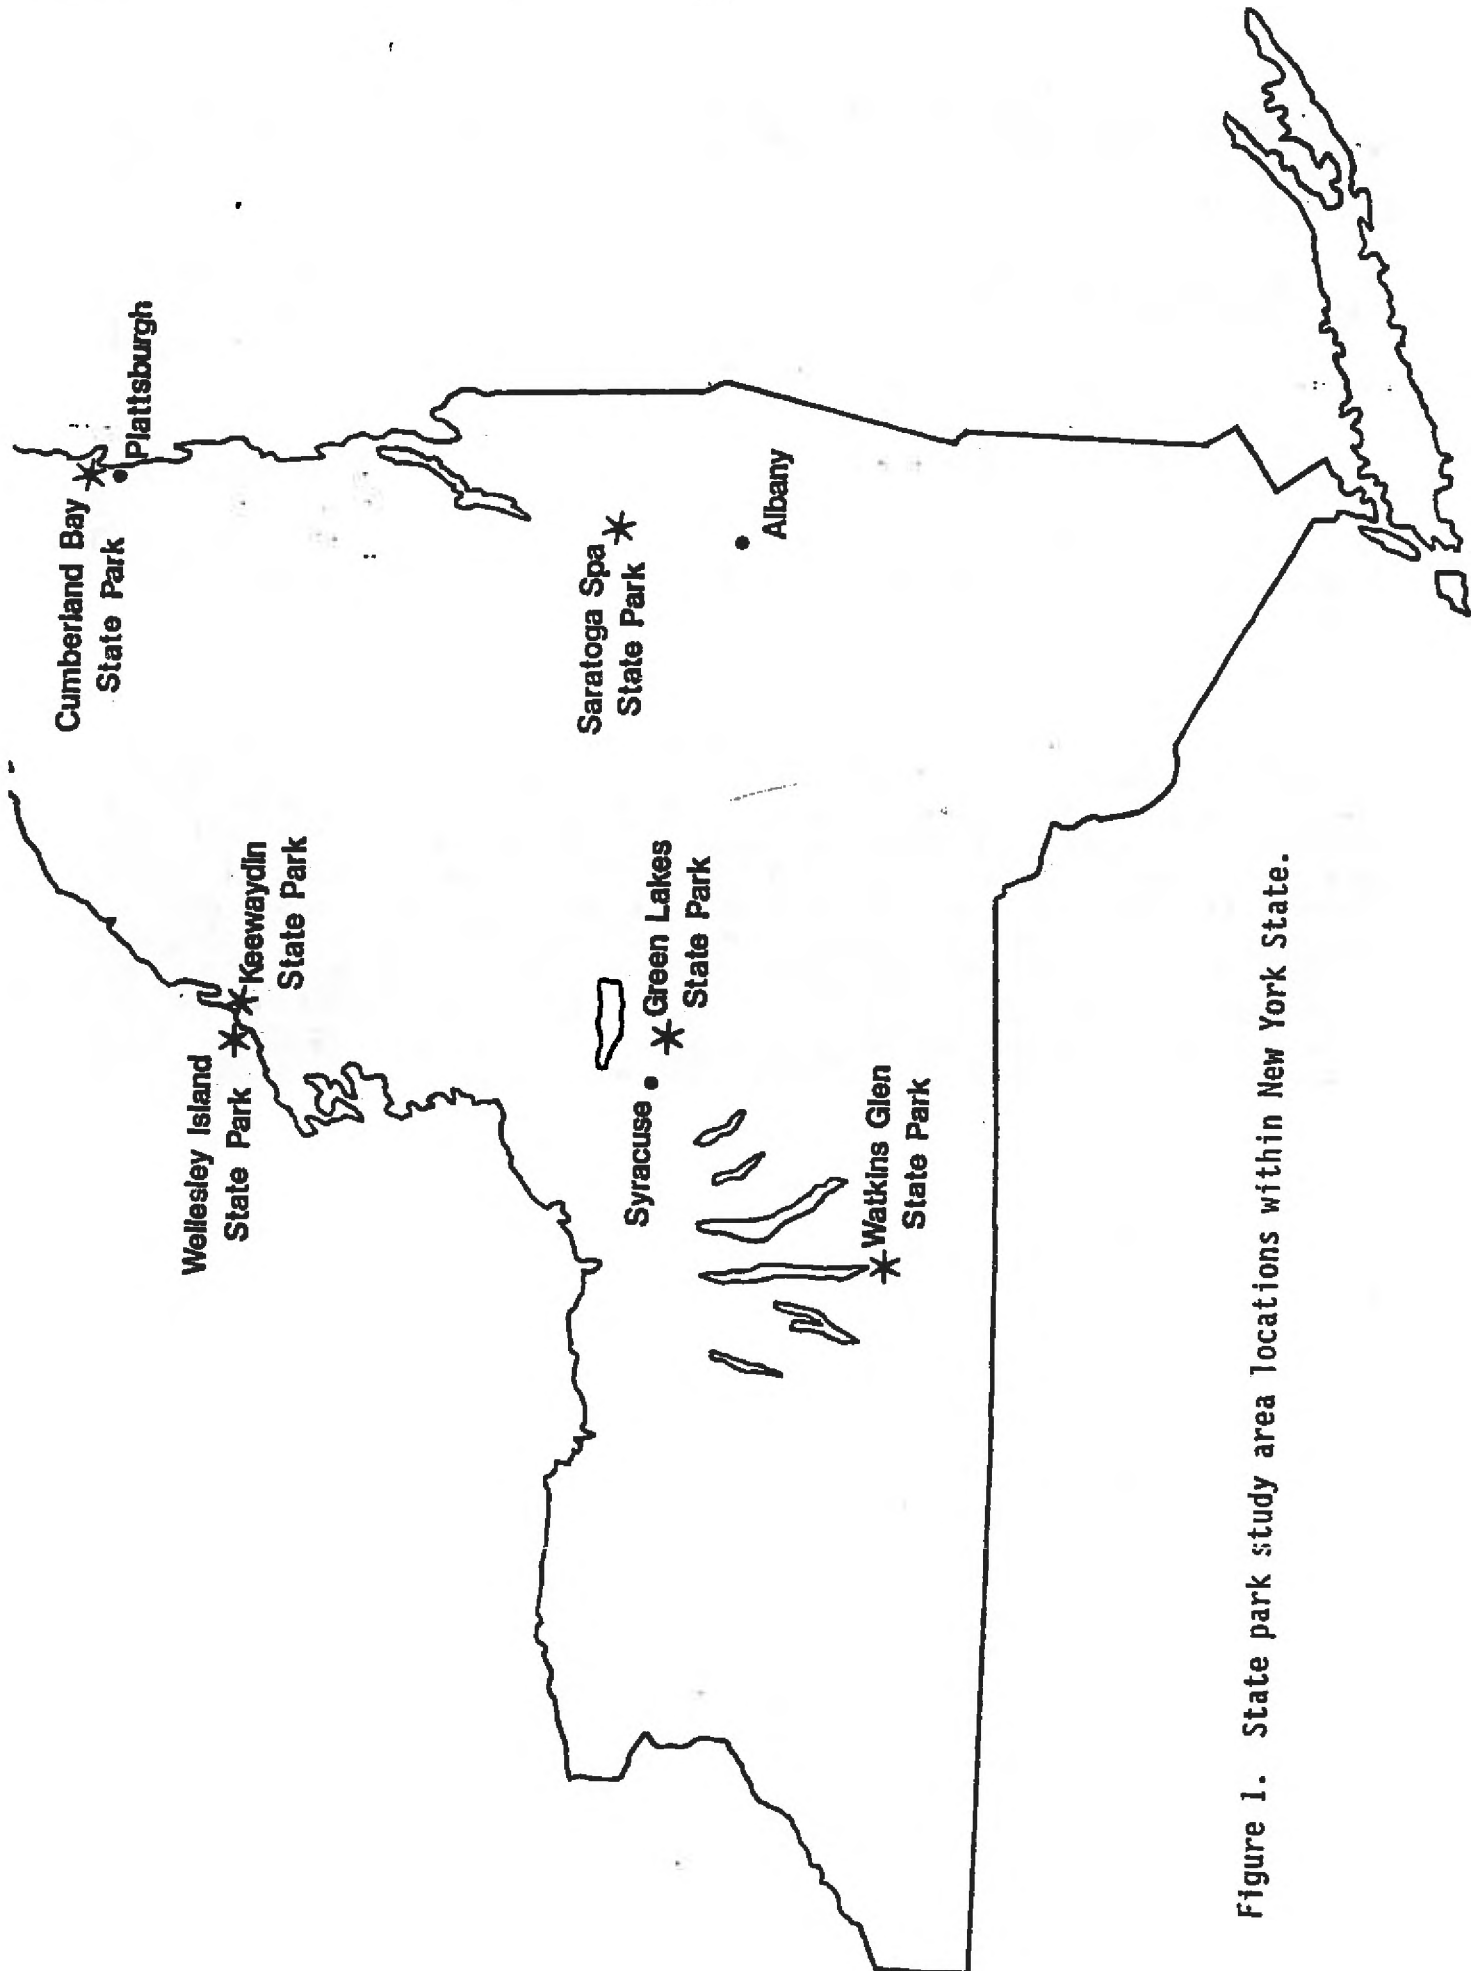 Cumberland Bay
State Park
Plattsburgh
Wellesley Island
State Park
Keewaydin
State Park
Saratoga Spa
State Park
Albany
Syracuse
Green Lakes
State Park
Watkins Glen
State Park
Figure 1. State park study area locations within New York State.